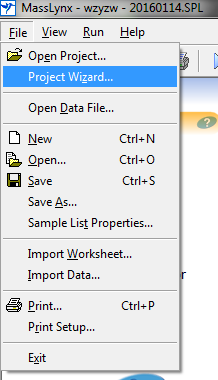 MassLynx - wzyzw - 20160114.SPL
File View Run Help
Open Project...
Project Wizard...
Open Data File...
New Ctrl+N
Open... Ctrl+O
Save Ctrl+S
Save As...
Sample List Properties...
Import Worksheet...
Import Data...
Print... Ctrl+P
Print Setup...
Exit